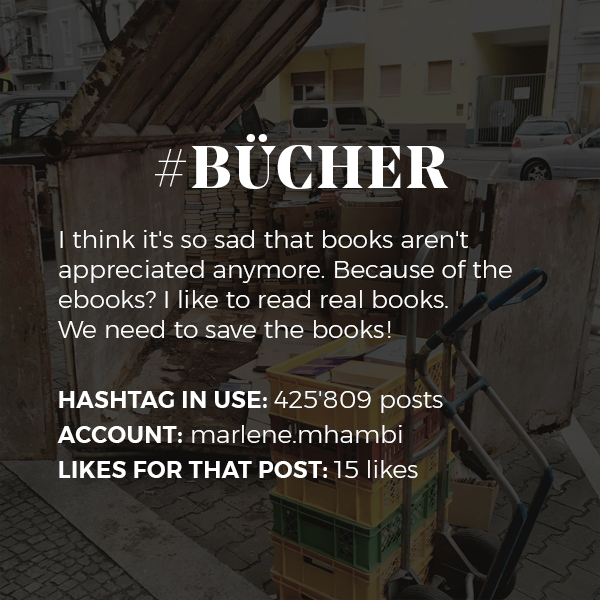 #BÜCHER
I think it's so sad that books aren't
appreciated anymore. Because of the
ebooks? I like to read real books.
We need to save the books!
HASHTAG IN USE: 425'809 posts
ACCOUNT: marlene.mhambi
LIKES FOR THAT POST: 15 likes